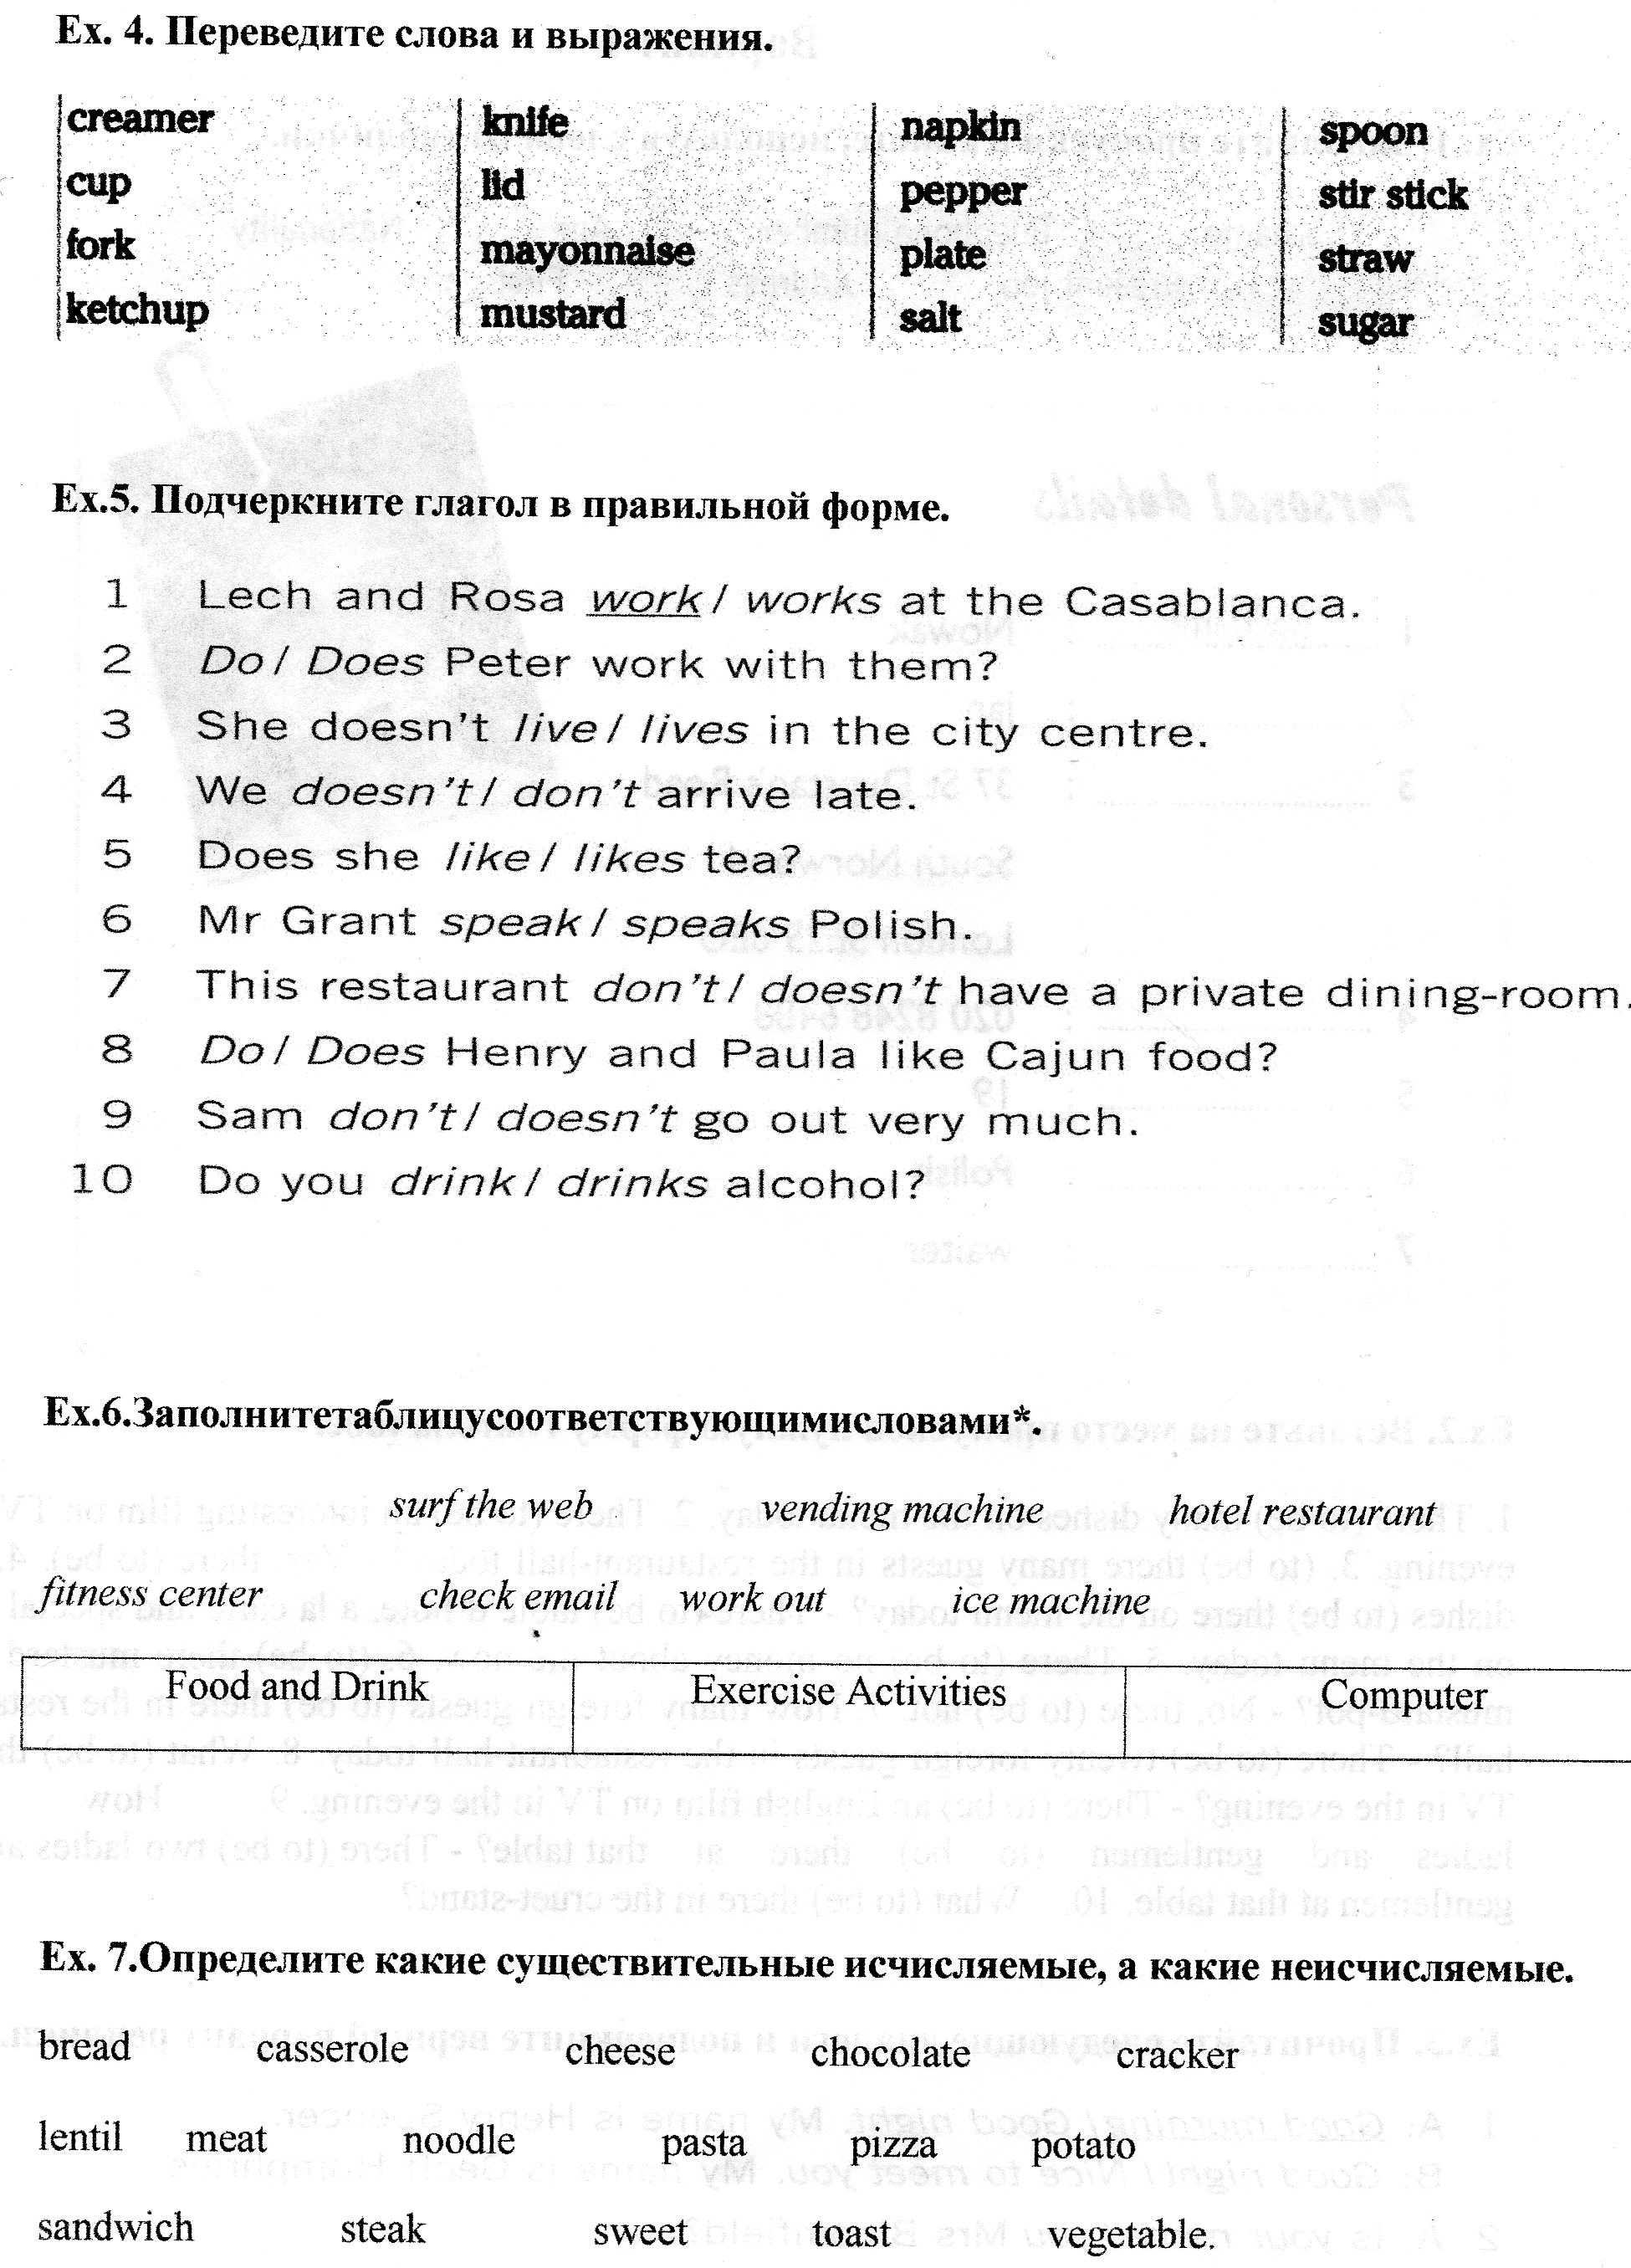 Ex. 4. Переведите слова и выражения.
creamer knife napkin spoon
cup lid pepper stir stick
fork mayonnaise plate straw
ketchup mustard salt sugar
Ex.5. Подчеркните глагол в правильной форме.
1 Lech and Rosa work / works at the Casablanca.
2 Do / Does Peter work with them?
3 She doesn't live / lives in the city centre.
4 We doesn't / don't arrive late.
5 Does she like / likes tea?
6 Mr Grant speak / speaks Polish.
7 This restaurant don't / doesn't have a private dining-room.
8 Do / Does Henry and Paula like Cajun food?
9 Sam don't / doesn't go out very much.
10 Do you drink / drinks alcohol?
Ex.6.Заполнитетаблицусоответствующимисловами*.
surf the web vending machine hotel restaurant
fitness center check email work out ice machine
Food and Drink Exercise Activities Computer
Ex. 7.Определите какие существительные исчисляемые, а какие неисчисляемые.
bread casserole cheese chocolate cracker
lentil meat noodle pasta pizza potato
sandwich steak sweet toast vegetable.